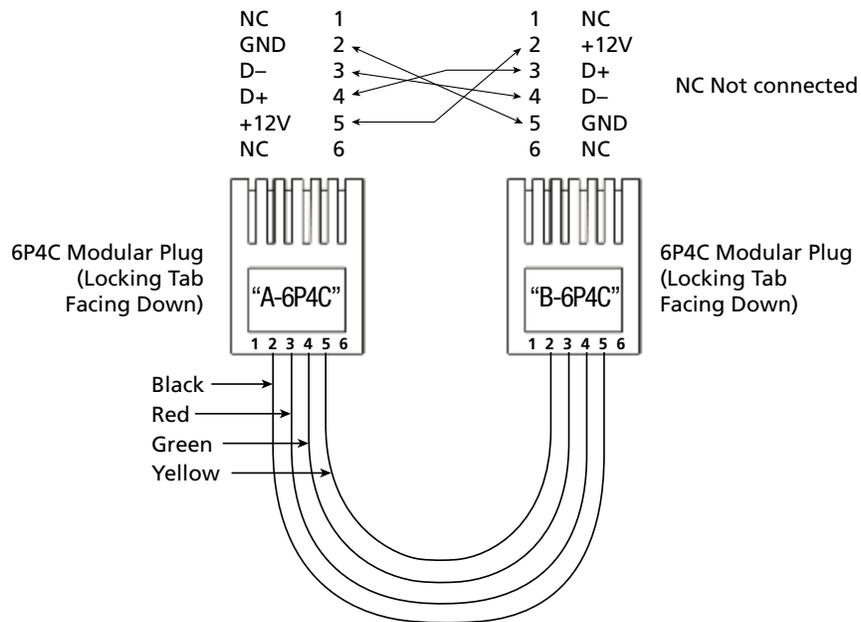 NC 1 1 NC
GND 2 2 +12V
D– 3 3 D+
D+ 4 4 D–
+12V 5 5 GND
NC 6 6 NC
NC Not connected
6P4C Modular Plug
(Locking Tab
Facing Down)
“A-6P4C”
1 2 3 4 5 6
“B-6P4C”
1 2 3 4 5 6
6P4C Modular Plug
(Locking Tab
Facing Down)
Black
Red
Green
Yellow